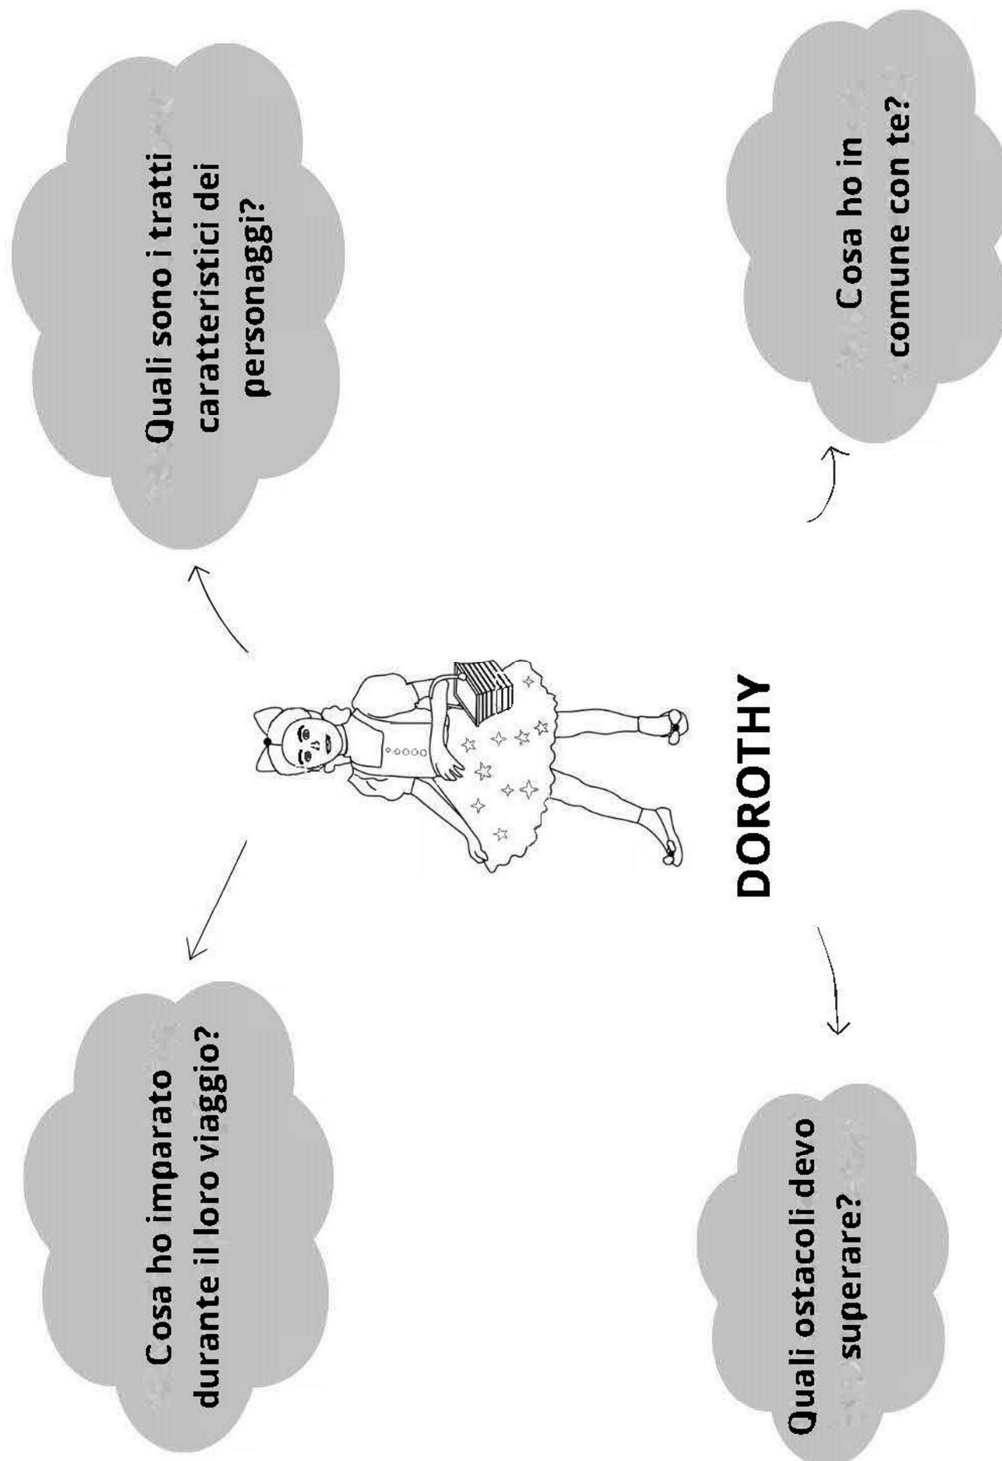 Cosa ho imparato
durante il loro viaggio?
Quali sono i tratti
caratteristici dei
personaggi?
DOROTHY
Quali ostacoli devo
superare?
Cosa ho in
comune con te?